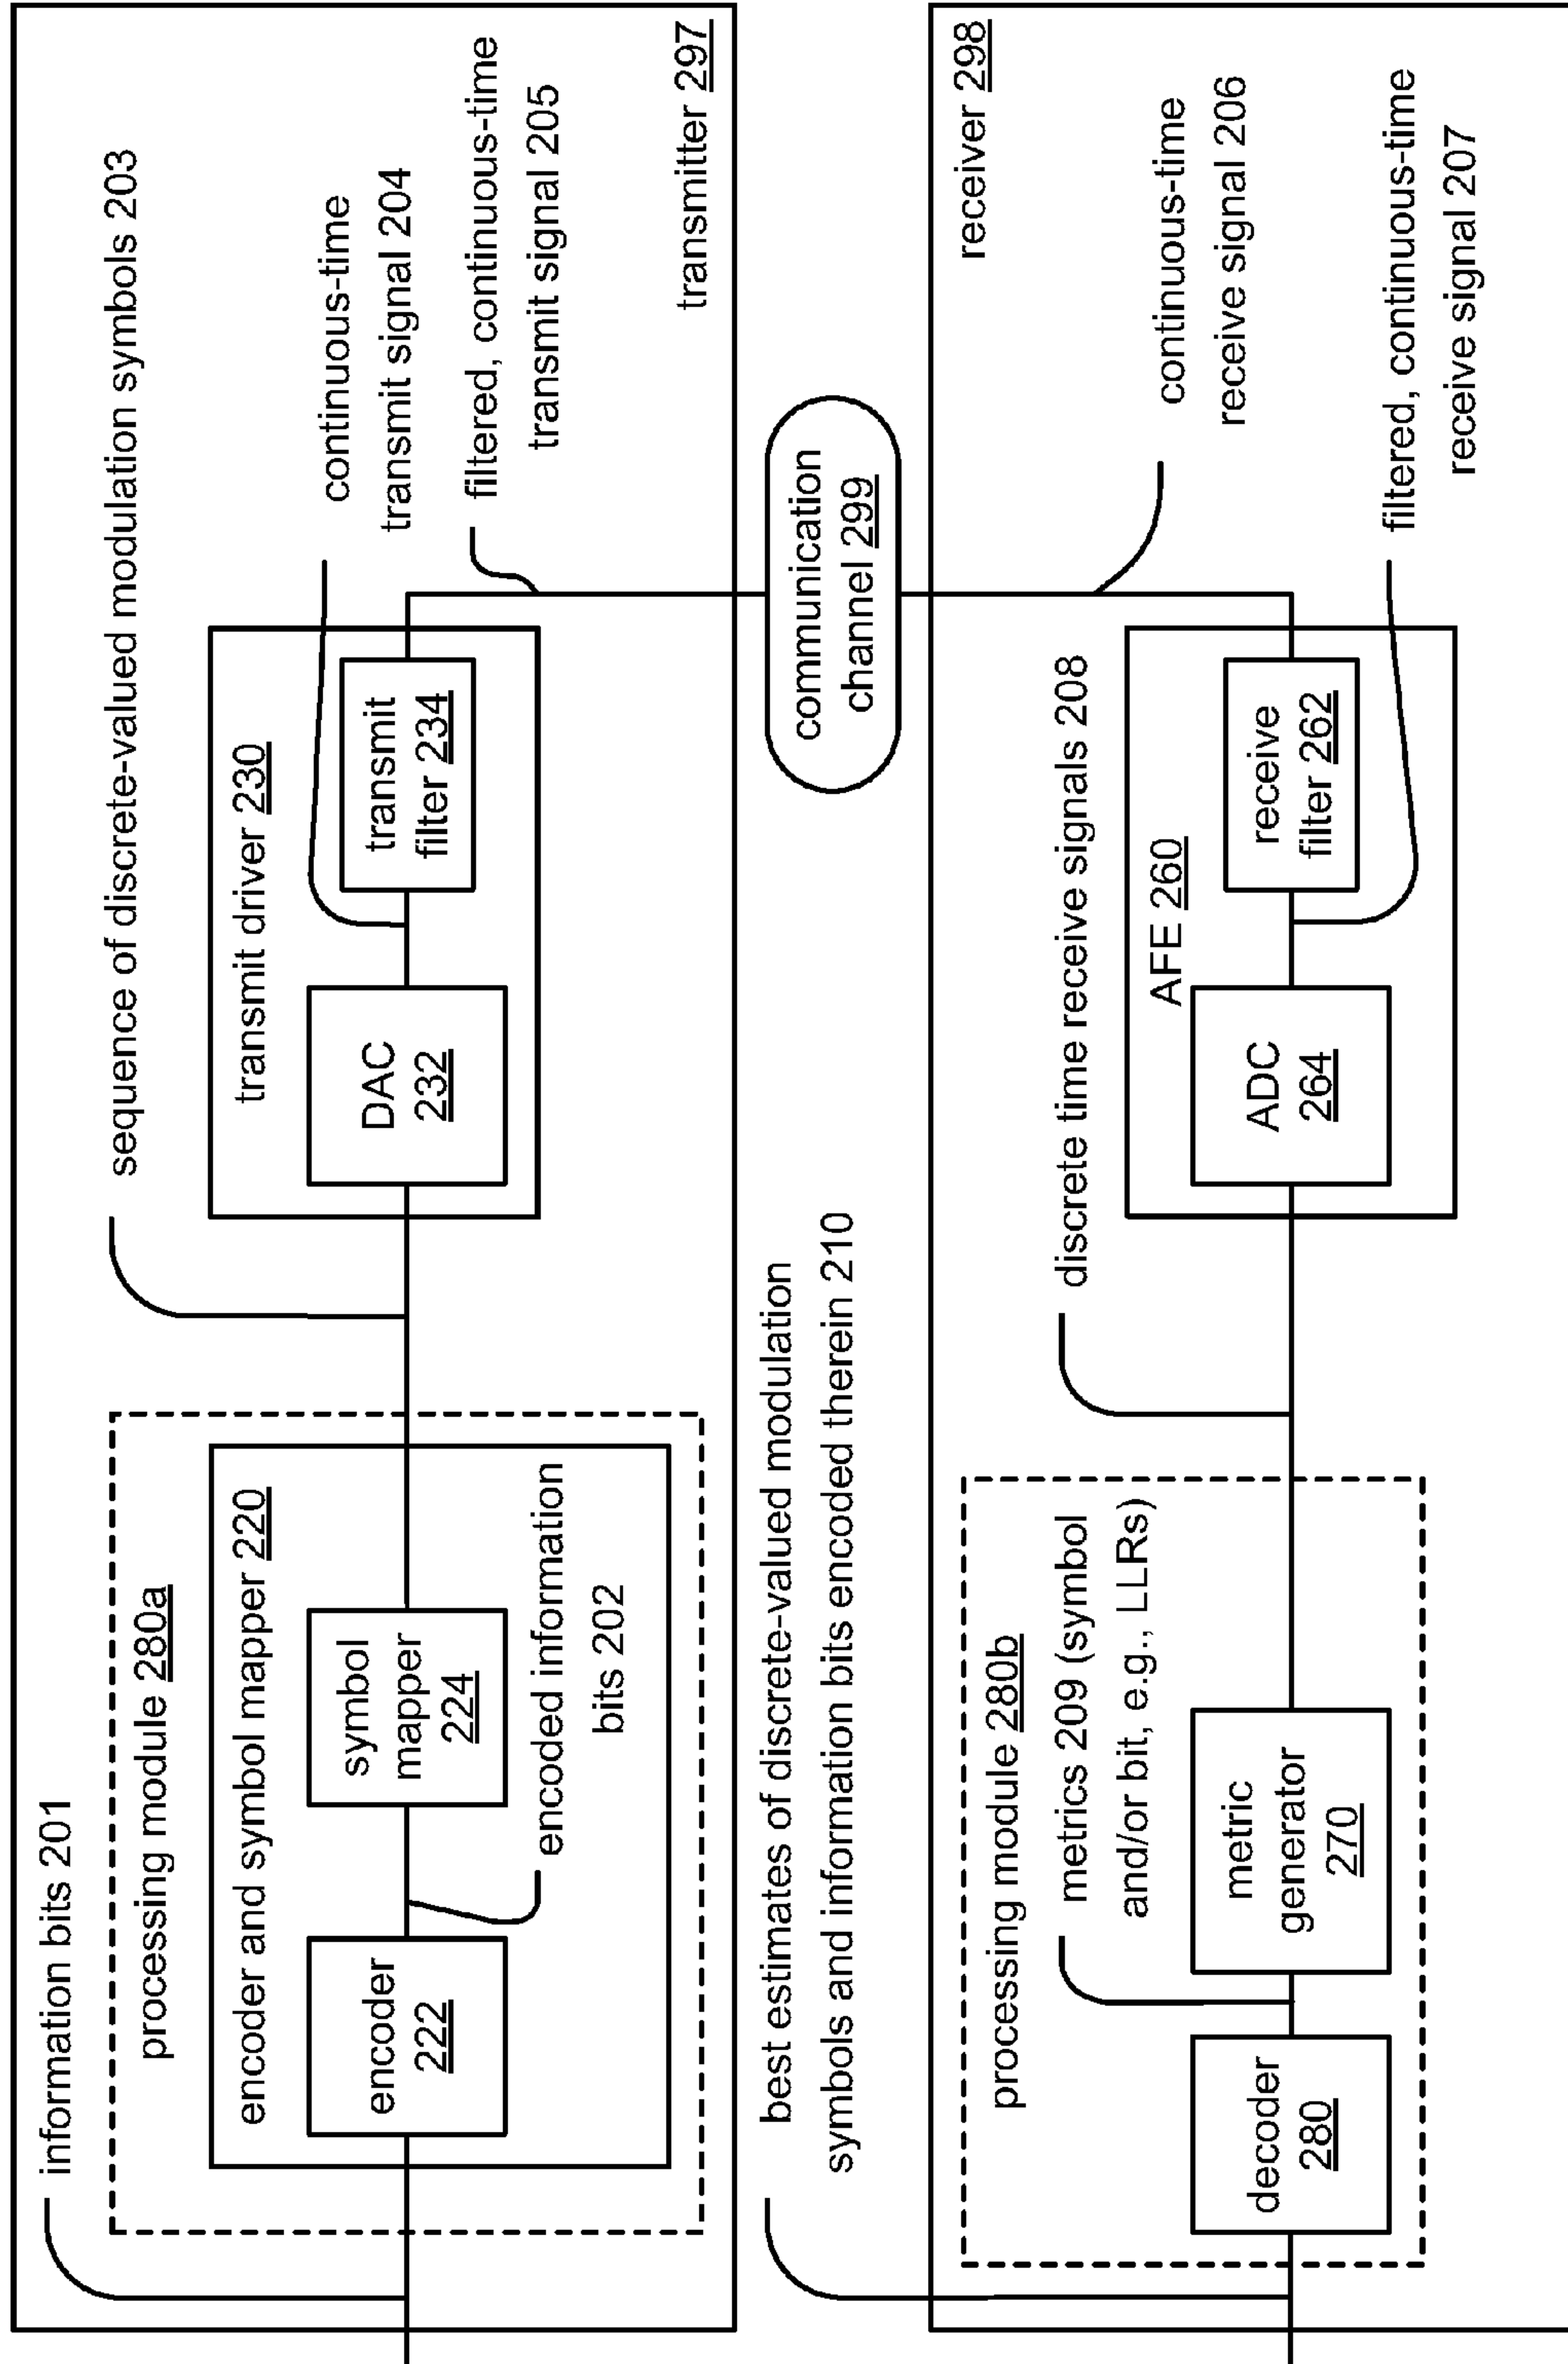 information bits 201
sequence of discrete-valued modulation symbols 203
processing module 280a
encoder and symbol mapper 220
encoder
222
symbol
mapper
224
encoded information
bits 202
transmit driver 230
DAC
232
transmit
filter 234
continuous-time
transmit signal 204
filtered, continuous-time
transmit signal 205
transmitter 297
communication
channel 299
best estimates of discrete-valued modulation
symbols and information bits encoded therein 210
receiver 298
processing module 280b
metrics 209 (symbol
and/or bit, e.g., LLRs)
decoder
280
metric
generator
270
discrete time receive signals 208
AFE 260
ADC
264
receive
filter 262
continuous-time
receive signal 206
filtered, continuous-time
receive signal 207